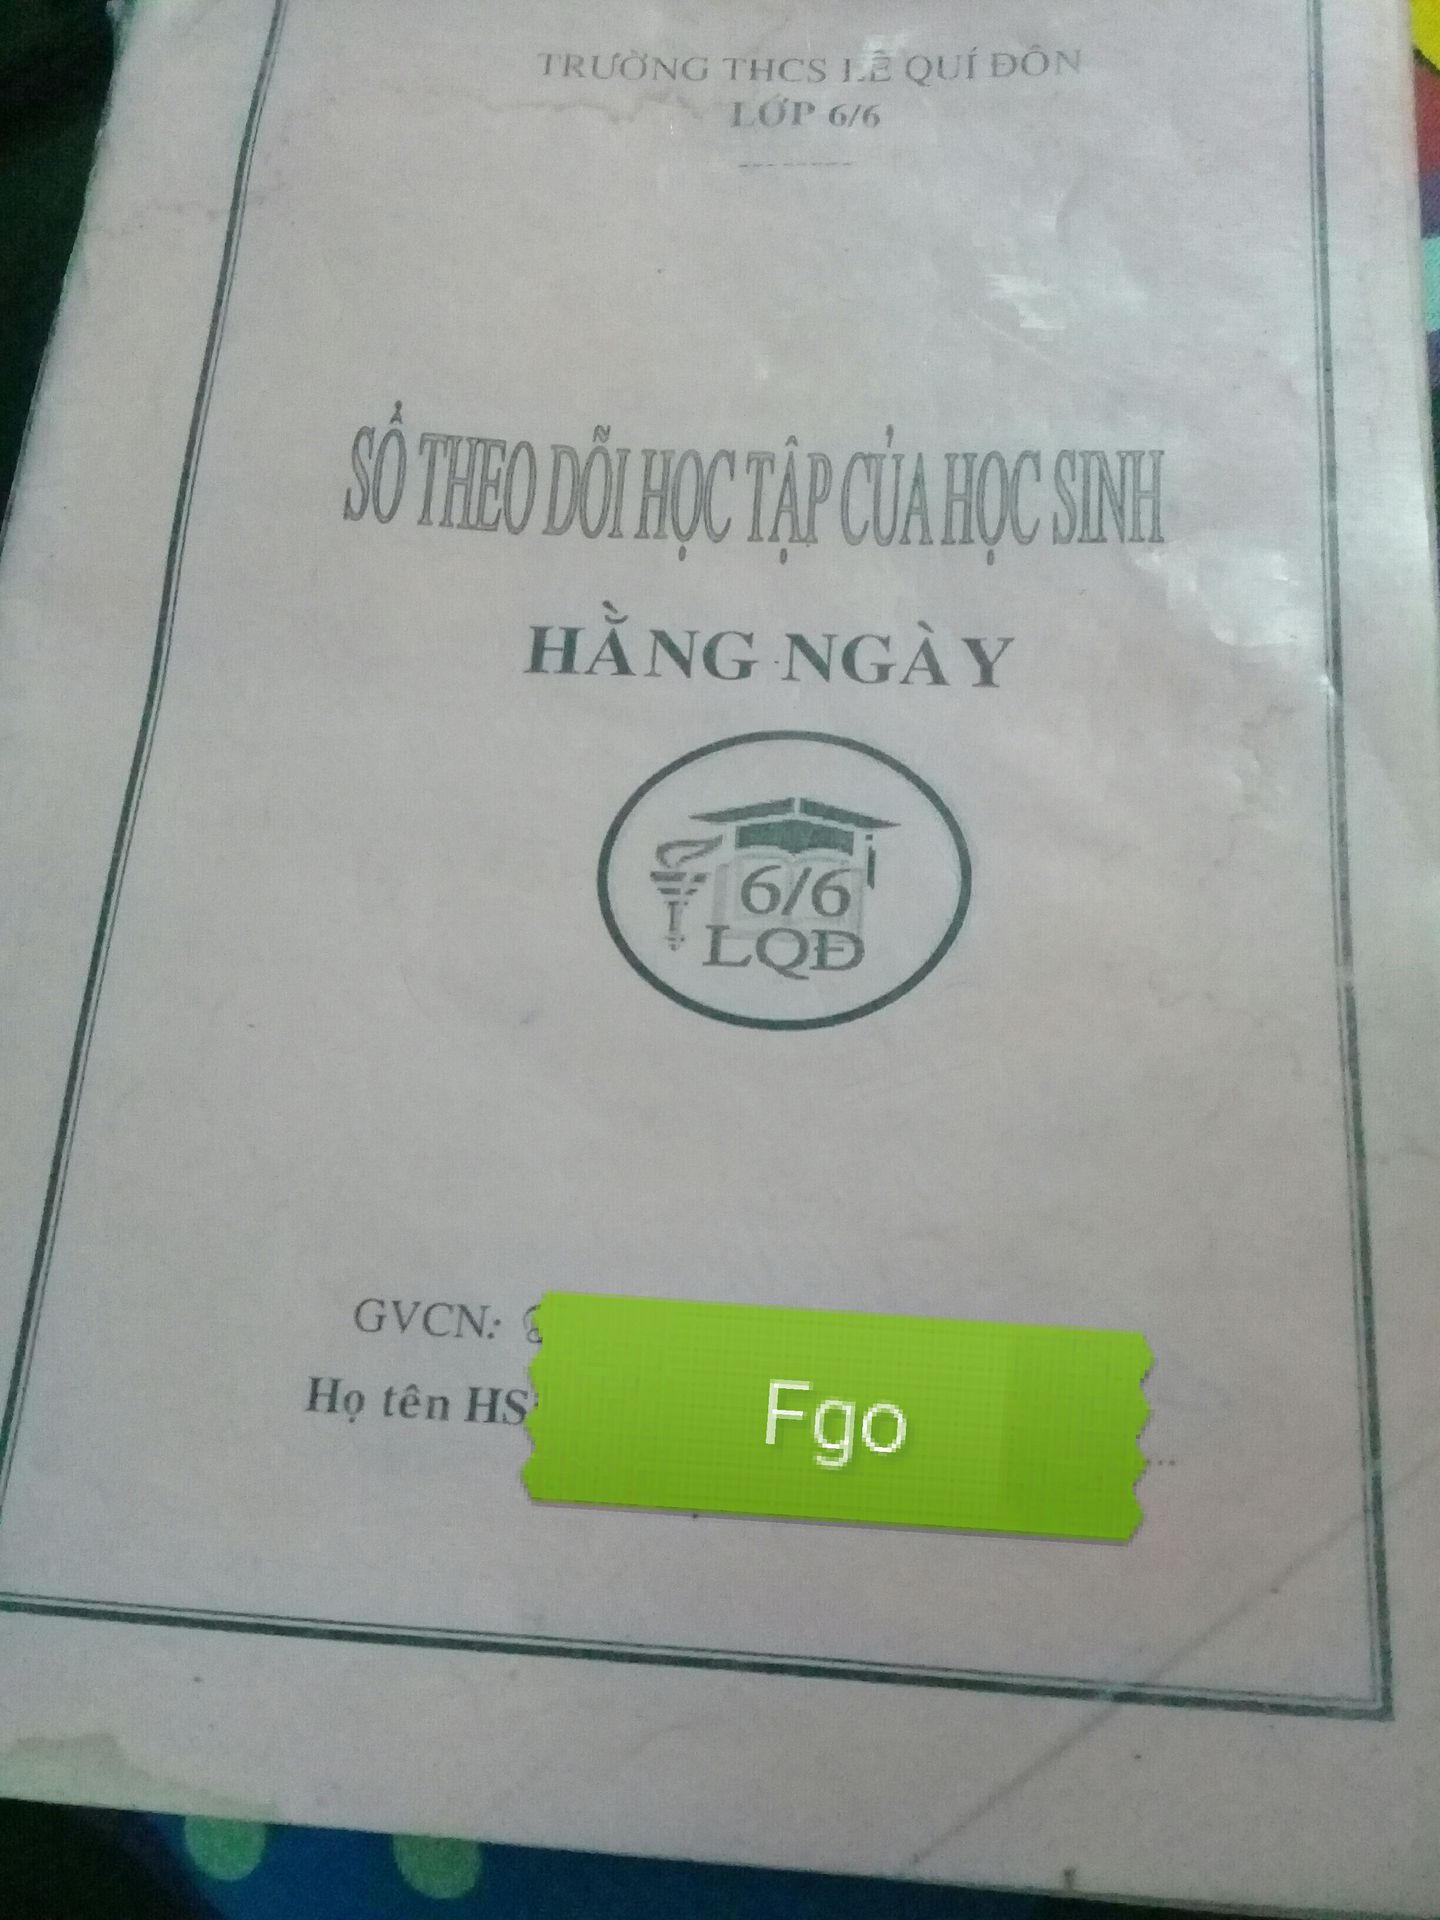 TRƯỜNG THCS LÊ QUÍ ĐÔN
LỚP 6/6
SỔ THEO DÕI HỌC TẬP CỦA HỌC SINH
HẰNG NGÀY
6/6
LQĐ
GVCN:
Họ tên HS
Fgo